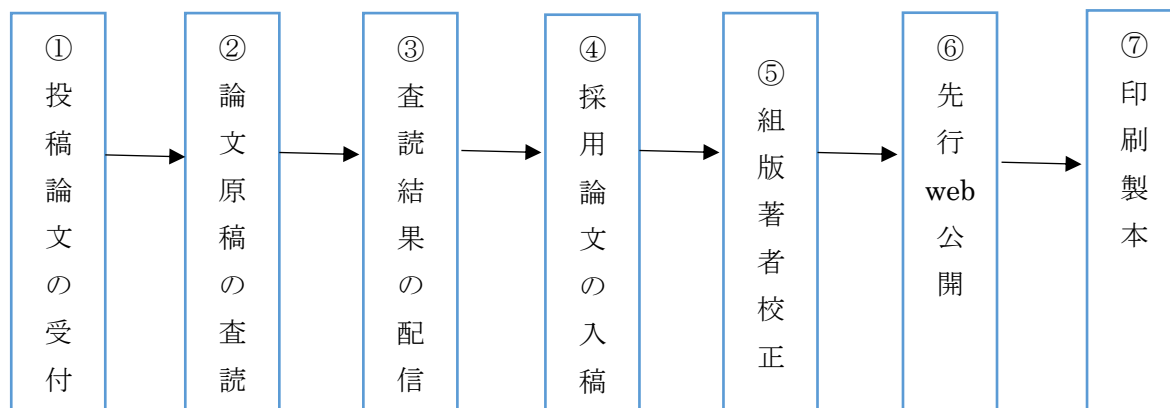 ①投稿論文の受付
②論文原稿の査読
③査読結果の配信
④採用論文の入稿
⑤組版著者校正
⑥先行web公開
⑦印刷製本